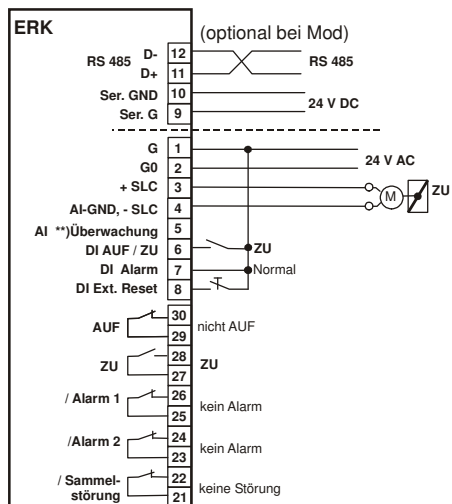 ERK
(optional bei Mod)
RS 485
D- 12
D+ 11
RS 485
Ser. GND 10
Ser. G 9
24 V DC
G 1
G0 2
24 V AC
+ SLC 3
M
ZU
AI-GND, - SLC 4
AI **)Überwachung 5
DI AUF / ZU 6
ZU
DI Alarm 7
Normal
DI Ext. Reset 8
AUF
30
29
nicht AUF
ZU
28
27
ZU
/ Alarm 1
26
25
kein Alarm
/Alarm 2
24
23
kein Alarm
/ Sammel-
störung
22
21
keine Störung